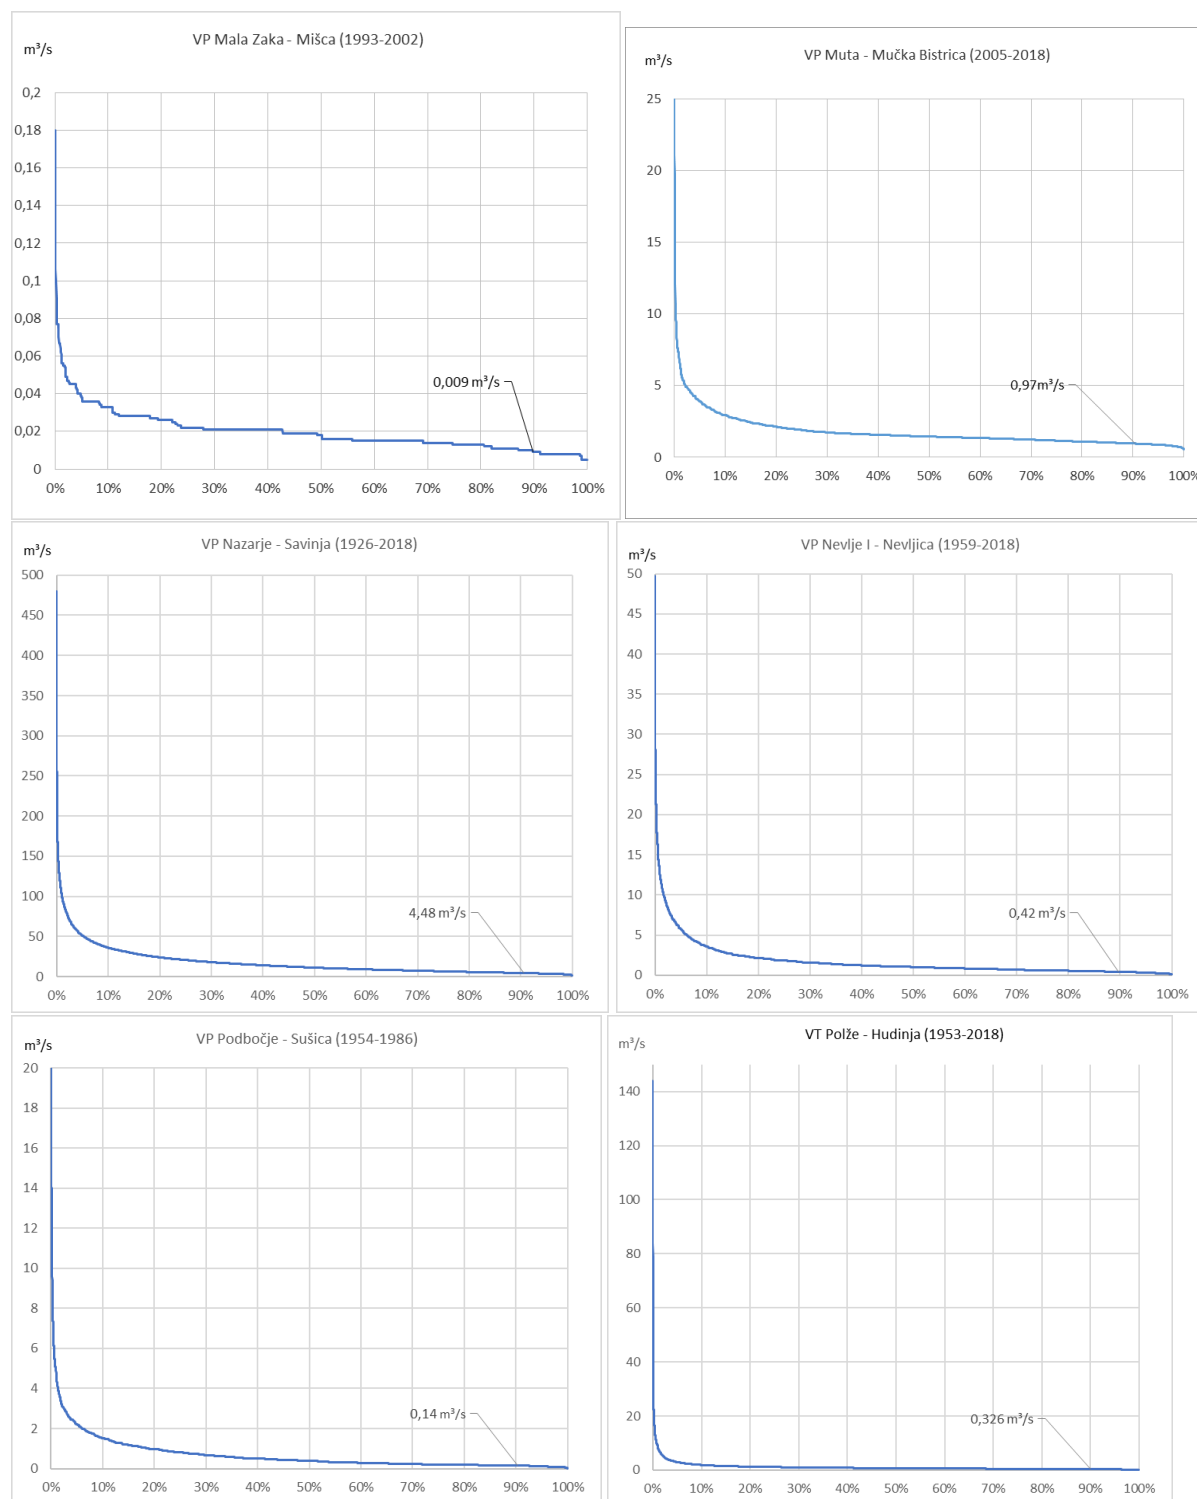 VP Mala Zaka - Mišca (1993-2002)
m³/s
0,2
0,18
0,16
0,14
0,12
0,1
0,08
0,06
0,04
0,02
0
0,009 m³/s
0% 10% 20% 30% 40% 50% 60% 70% 80% 90% 100%
VP Muta - Mučka Bistrica (2005-2018)
m³/s
25
20
15
10
5
0
0,97m³/s
0% 10% 20% 30% 40% 50% 60% 70% 80% 90% 100%
VP Nazarje - Savinja (1926-2018)
m³/s
500
450
400
350
300
250
200
150
100
50
0
4,48 m³/s
0% 10% 20% 30% 40% 50% 60% 70% 80% 90% 100%
VP Nevlje I - Nevljica (1959-2018)
m³/s
50
45
40
35
30
25
20
15
10
5
0
0,42 m³/s
0% 10% 20% 30% 40% 50% 60% 70% 80% 90% 100%
VP Podbočje - Sušica (1954-1986)
m³/s
20
18
16
14
12
10
8
6
4
2
0
0,14 m³/s
0% 10% 20% 30% 40% 50% 60% 70% 80% 90% 100%
VT Polže - Hudinja (1953-2018)
m³/s
140
120
100
80
60
40
20
0
0,326 m³/s
0% 10% 20% 30% 40% 50% 60% 70% 80% 90% 100%